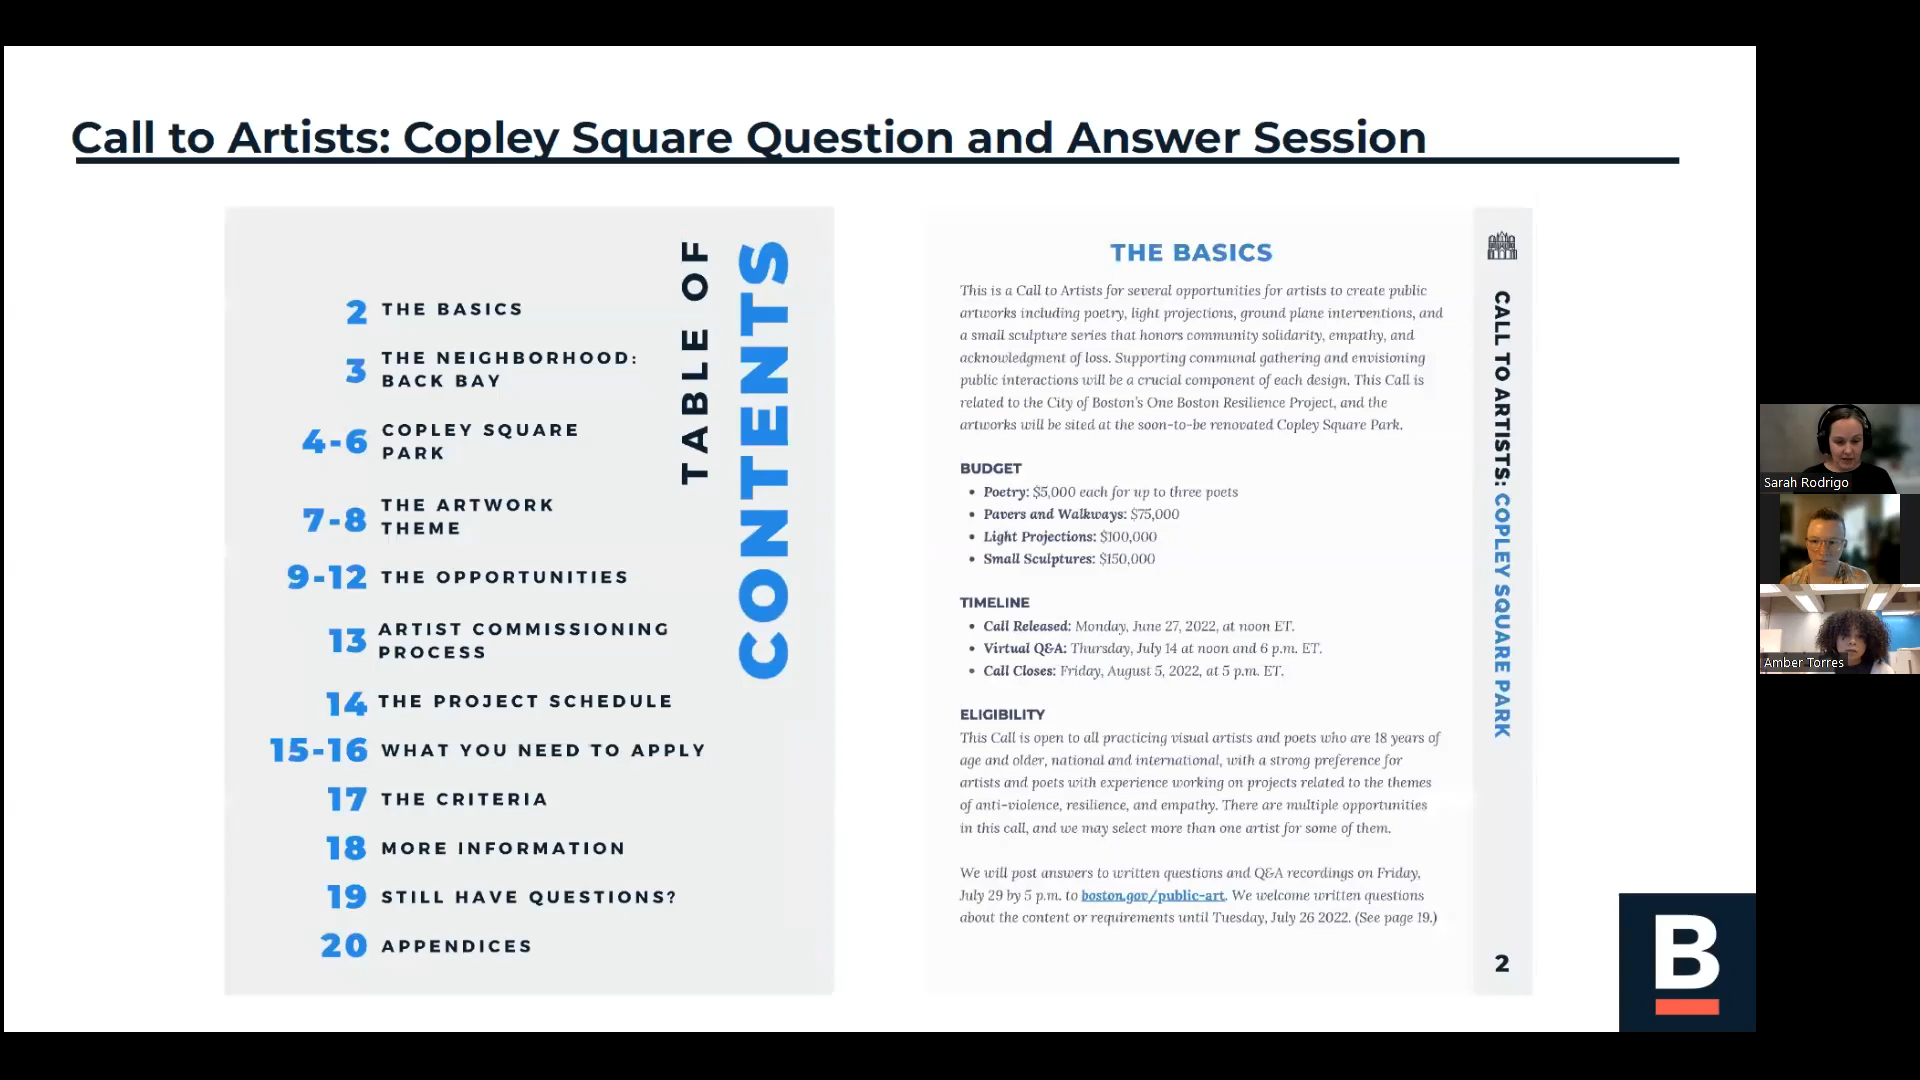 Call to Artists: Copley Square Question and Answer Session
TABLE OF
CONTENTS
2 THE BASICS
3 THE NEIGHBORHOOD:
BACK BAY
4-6 COPLEY SQUARE
PARK
7-8 THE ARTWORK
THEME
9-12 THE OPPORTUNITIES
13 ARTIST COMMISSIONING
PROCESS
14 THE PROJECT SCHEDULE
15-16 WHAT YOU NEED TO APPLY
17 THE CRITERIA
18 MORE INFORMATION
19 STILL HAVE QUESTIONS?
20 APPENDICES
THE BASICS
This is a Call to Artists for several opportunities for artists to create public
artworks including poetry, light projections, ground plane interventions, and
a small sculpture series that honors community solidarity, empathy, and
acknowledgment of loss. Supporting communal gathering and envisioning
public interactions will be a crucial component of each design. This Call is
related to the City of Boston's One Boston Resilience Project, and the
artworks will be sited at the soon-to-be renovated Copley Square Park.
BUDGET
• Poetry: $5,000 each for up to three poets
• Pavers and Walkways: $75,000
• Light Projections: $100,000
• Small Sculptures: $150,000
TIMELINE
• Call Released: Monday, June 27, 2022, at noon ET.
• Virtual Q&A: Thursday, July 14 at noon and 6 p.m. ET.
• Call Closes: Friday, August 5, 2022, at 5 p.m. ET.
ELIGIBILITY
This Call is open to all practicing visual artists and poets who are 18 years of
age and older, national and international, with a strong preference for
artists and poets with experience working on projects related to the themes
of anti-violence, resilience, and empathy. There are multiple opportunities
in this call, and we may select more than one artist for some of them.
We will post answers to written questions and Q&A recordings on Friday,
July 29 by 5 p.m. to boston.gov/public-art. We welcome written questions
about the content or requirements until Tuesday, July 26 2022. (See page 19.)
CALL TO ARTISTS: COPLEY SQUARE PARK
2
B
Sarah Rodrigo
Amber Torres